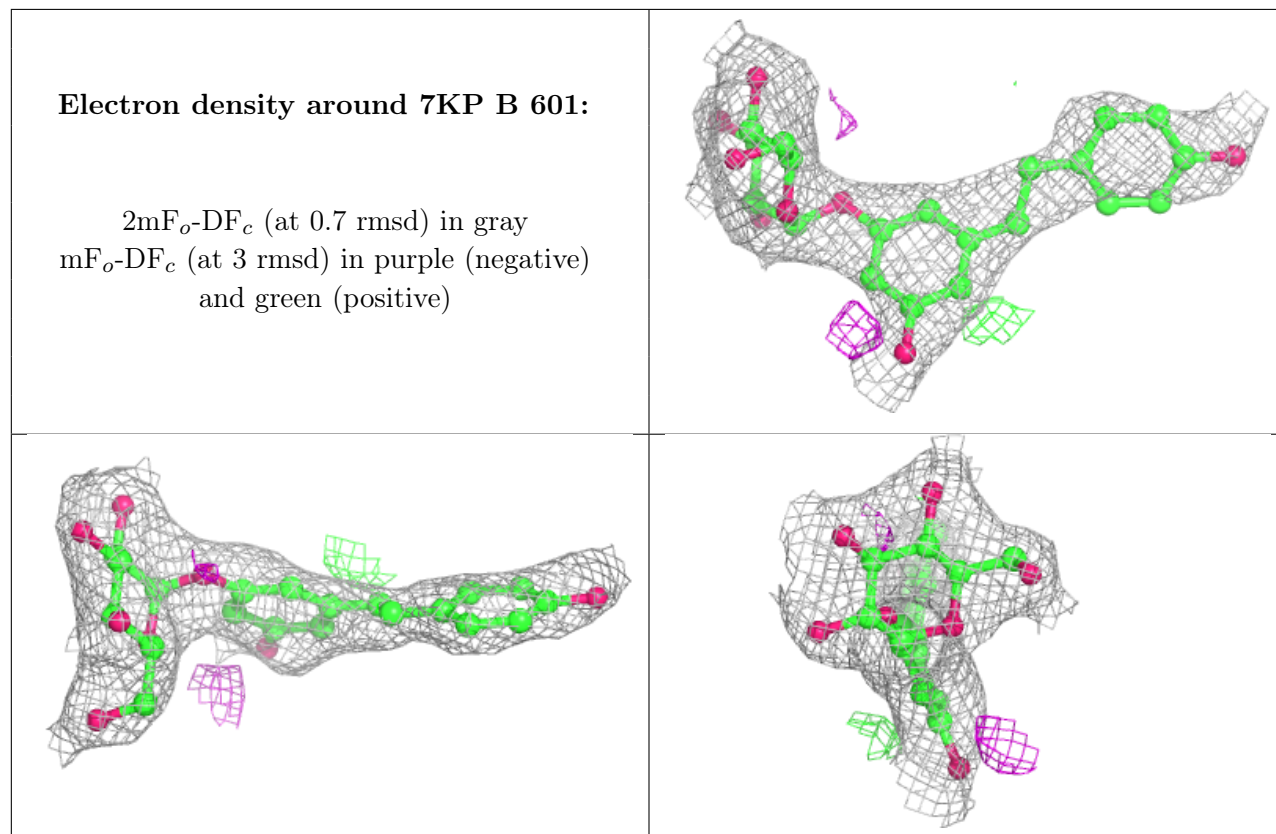 Electron density around 7KP B 601:
2mFo-DFc (at 0.7 rmsd) in gray
mFo-DFc (at 3 rmsd) in purple (negative)
and green (positive)